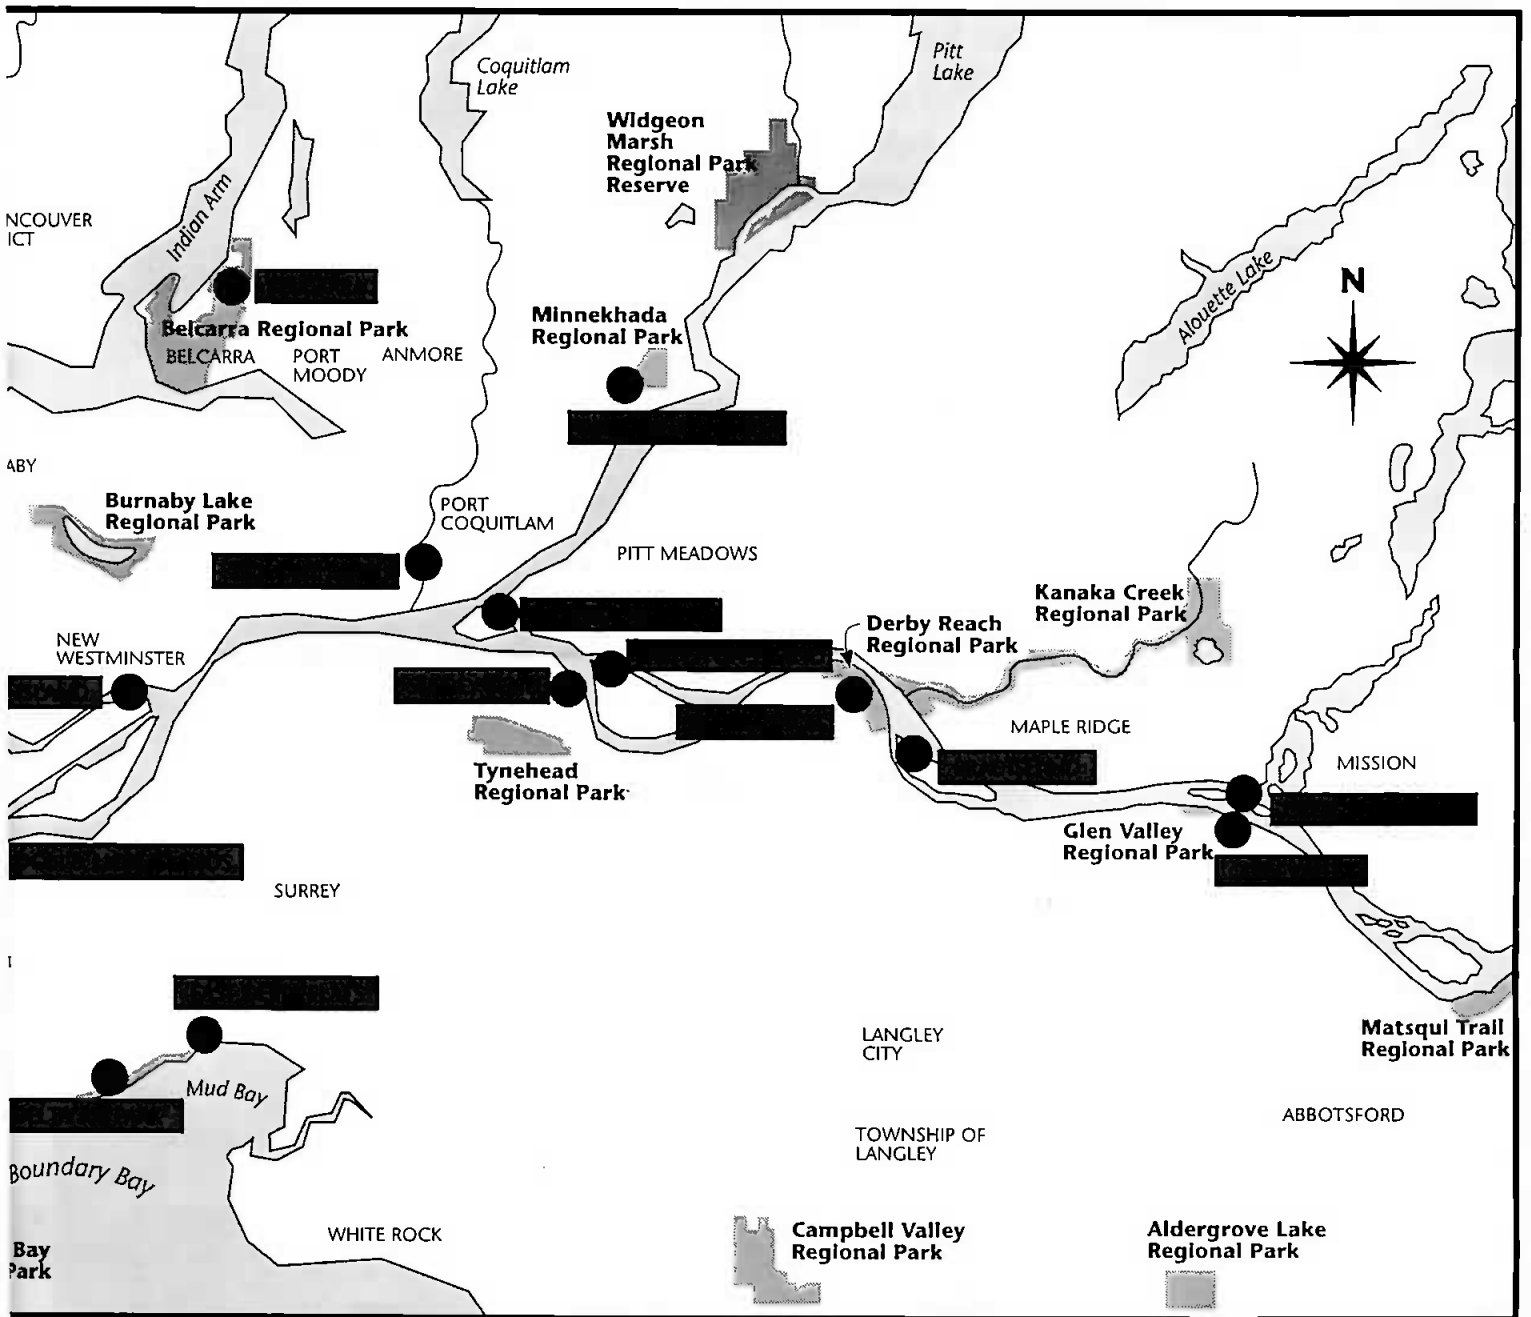 Pitt
Lake
Coquitlam
Lake
Widgeon
Marsh
Regional Park
Reserve
Indian Arm
NCOUVER
ICT
Alouette Lake
N
Minnekhada
Regional Park
Belcarra Regional Park
BELCARRA
PORT
MOODY
ANMORE
ABY
Burnaby Lake
Regional Park
PORT
COQUITLAM
PITT MEADOWS
Kanaka Creek
Regional Park
Derby Reach
Regional Park
NEW
WESTMINSTER
MAPLE RIDGE
MISSION
Tynehead
Regional Park
Glen Valley
Regional Park
SURREY
Matsqui Trail
Regional Park
LANGLEY
CITY
Mud Bay
ABBOTSFORD
TOWNSHIP OF
LANGLEY
Boundary Bay
WHITE ROCK
Campbell Valley
Regional Park
Aldergrove Lake
Regional Park
Bay
Park